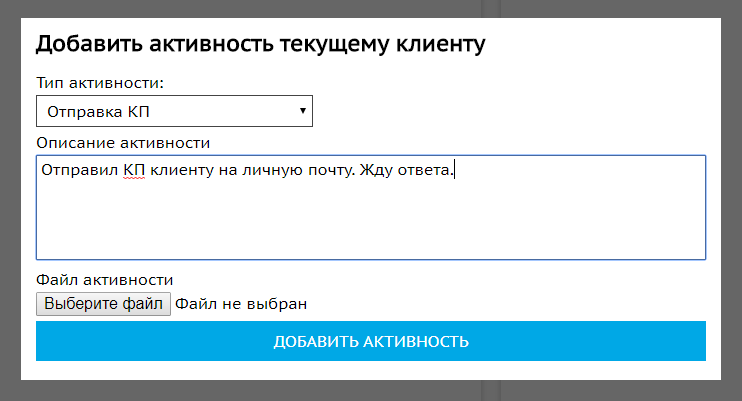 Добавить активность текущему клиенту
Тип активности:
Отправка КП
Описание активности
Отправил КП клиенту на личную почту. Жду ответа.
Файл активности
Выберите файл Файл не выбран
ДОБАВИТЬ АКТИВНОСТЬ